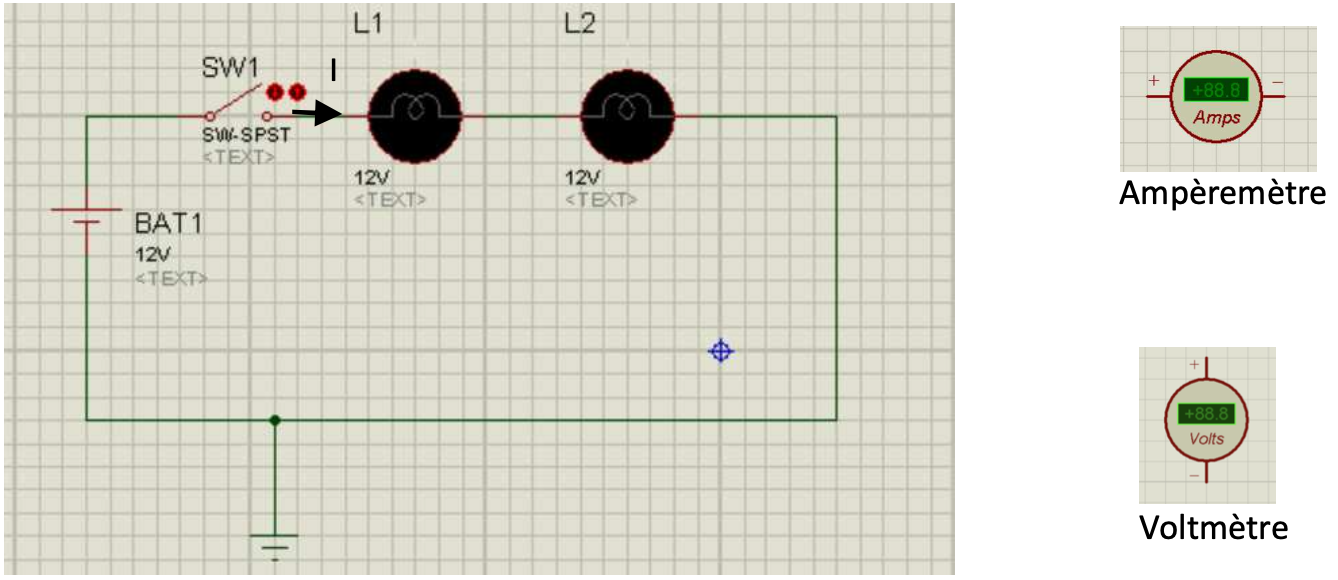 L1
L2
SW1
I
SW-SPST
<TEXT>
12V
<TEXT>
12V
<TEXT>
BAT1
12V
<TEXT>
+ −
+88.8
Amps
Ampèremètre
+
+88.8
Volts
−
Voltmètre